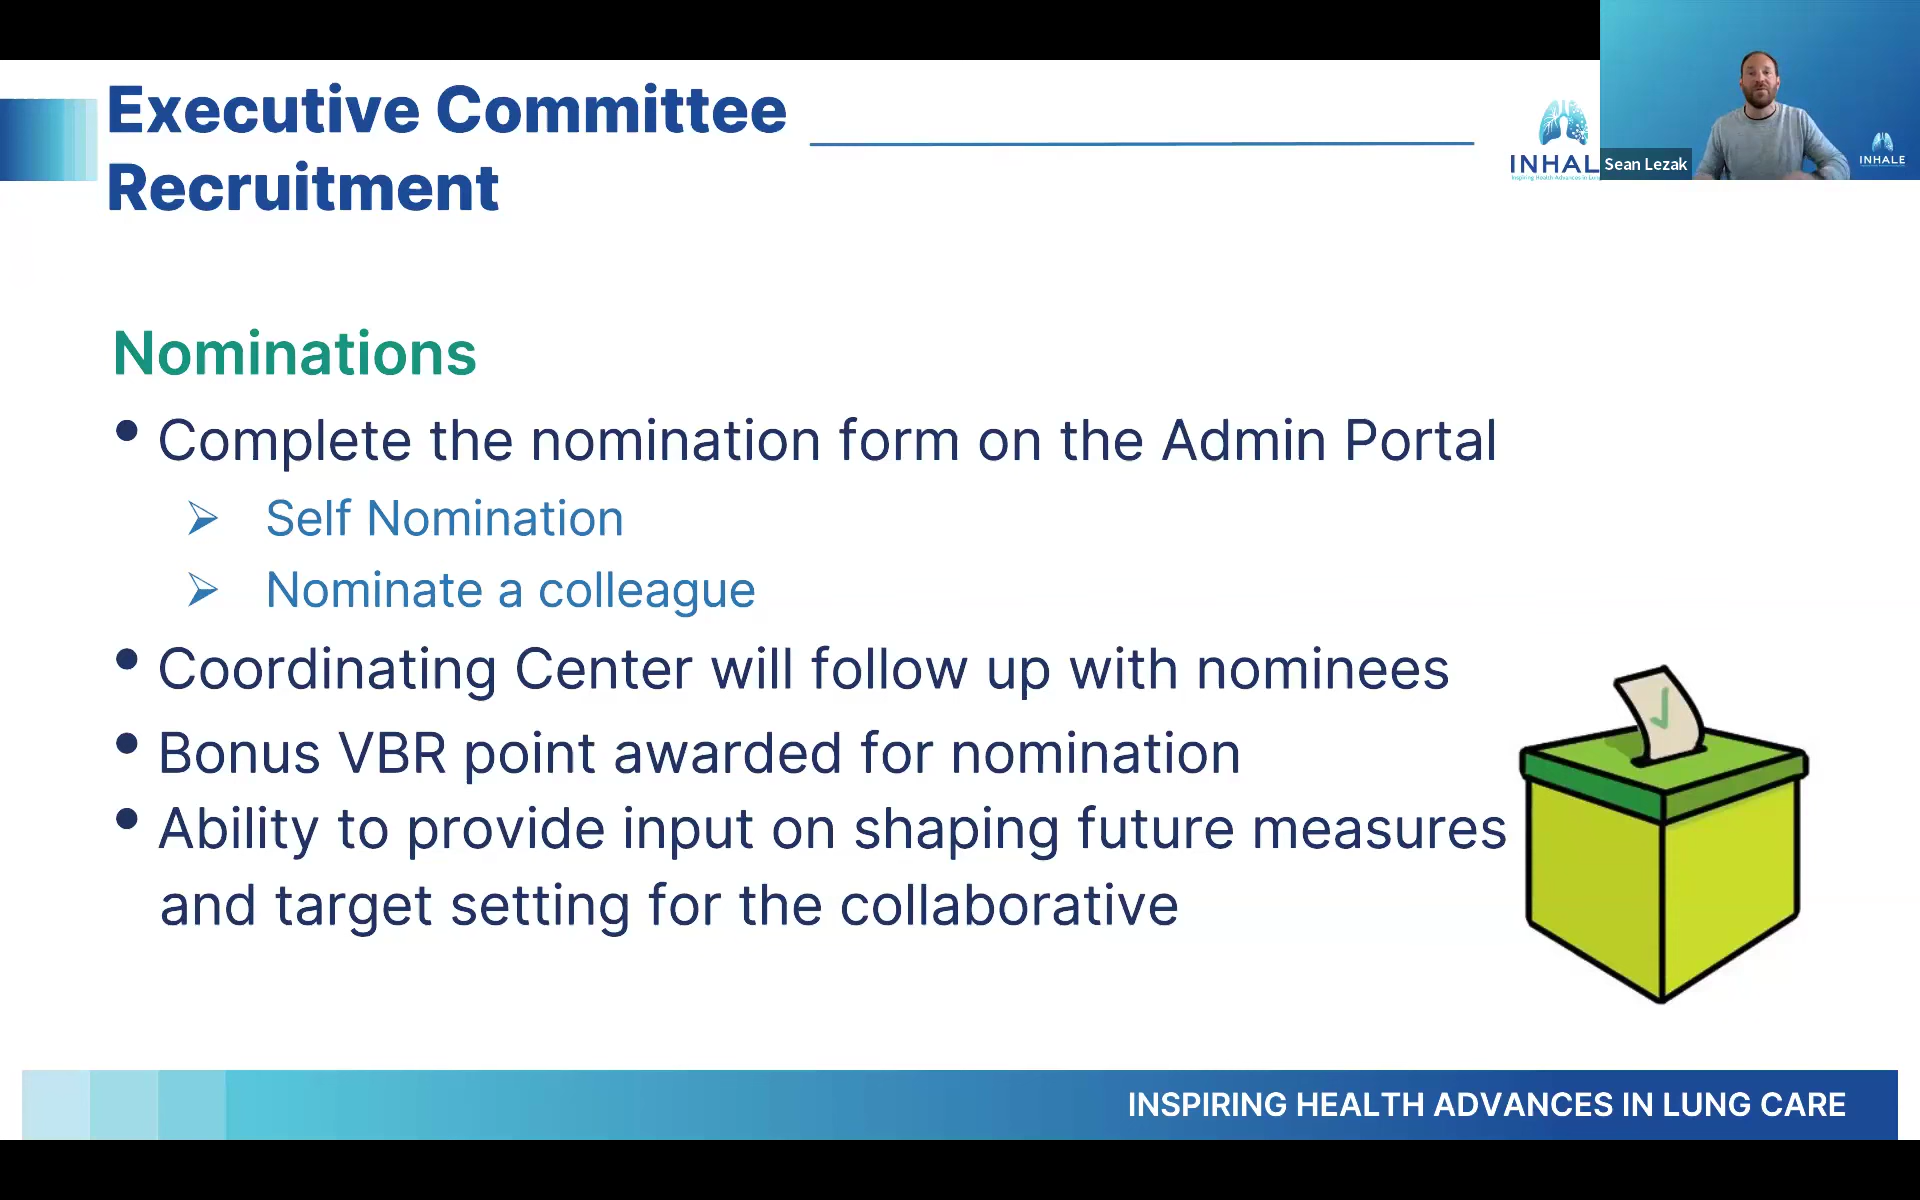 Executive Committee
Recruitment
INHAL
Sean Lezak
INHALE
Nominations
• Complete the nomination form on the Admin Portal
➢ Self Nomination
➢ Nominate a colleague
• Coordinating Center will follow up with nominees
• Bonus VBR point awarded for nomination
• Ability to provide input on shaping future measures
and target setting for the collaborative
INSPIRING HEALTH ADVANCES IN LUNG CARE